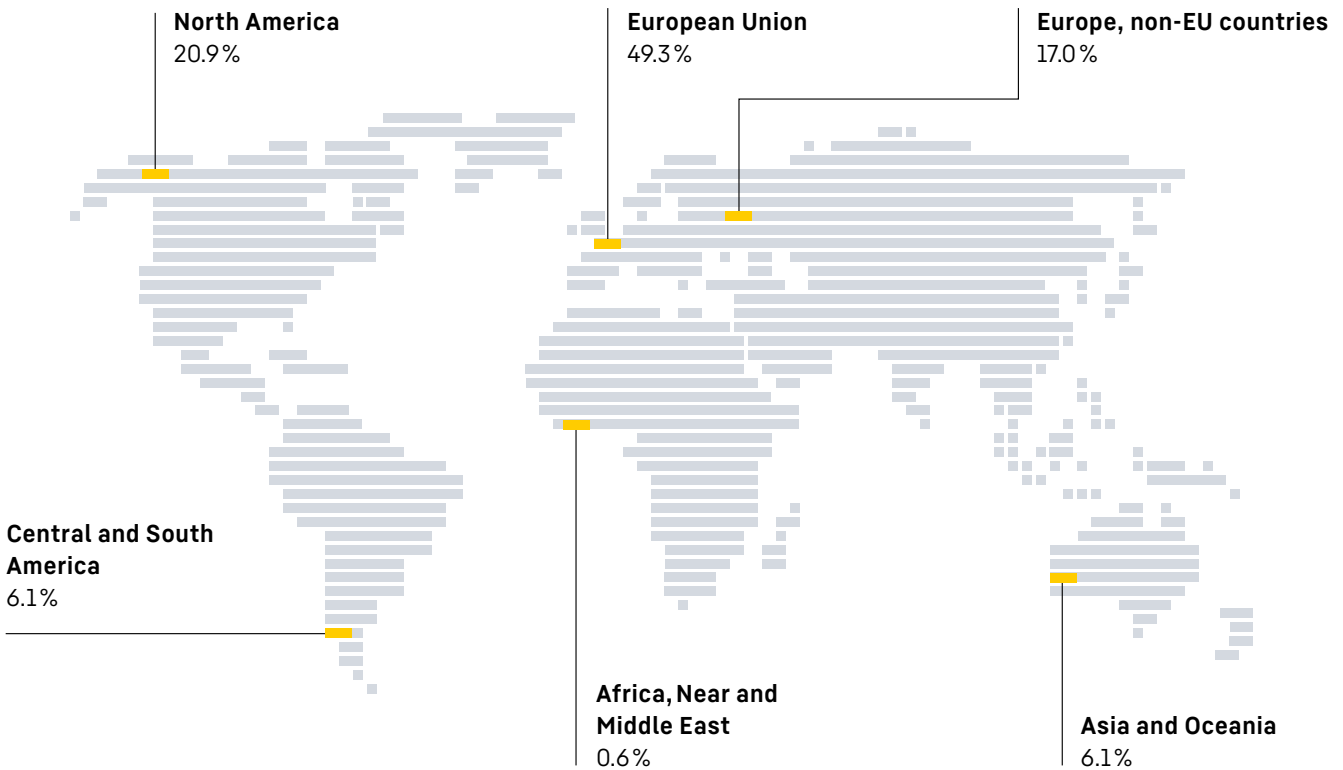 North America
20.9%
European Union
49.3%
Europe, non-EU countries
17.0%
Central and South
America
6.1%
Africa, Near and
Middle East
0.6%
Asia and Oceania
6.1%